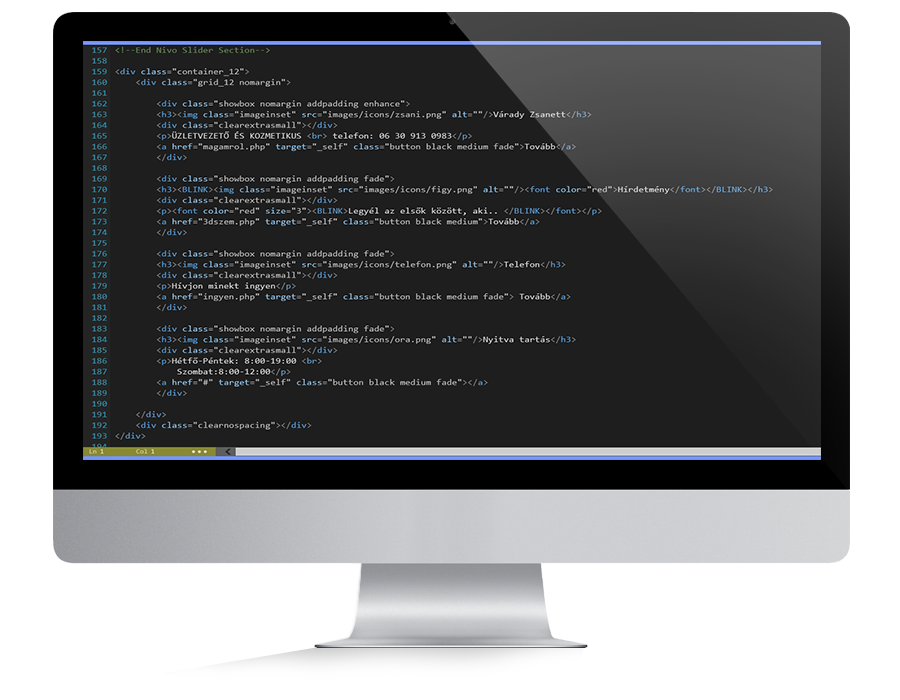 157 <!--End Nivo Slider Section-->
158
159 <div class="container_12">
160 <div class="grid_12 nomargin">
161
162 <div class="showbox nomargin addpadding enhance">
163 <h3><img class="imageinset" src="images/icons/zsani.png" alt=""/>Várady Zsanett</h3>
164 <div class="clearextrasmall"></div>
165 <p>ÜZLETVEZETŐ ÉS KOZMETIKUS <br> telefon: 06 30 913 0983</p>
166 <a href="magamrol.php" target="_self" class="button black medium fade">Tovább</a>
167 </div>
168
169 <div class="showbox nomargin addpadding fade">
170 <h3><BLINK><img class="imageinset" src="images/icons/figy.png" alt=""/><font color="red">Hírdetmény</font></BLINK></h3>
171 <div class="clearextrasmall"></div>
172 <p><font color="red" size="3"><BLINK>Legyél az elsők között, aki.. </BLINK></font></p>
173 <a href="3dszem.php" target="_self" class="button black medium">Tovább</a>
174 </div>
175
176 <div class="showbox nomargin addpadding fade">
177 <h3><img class="imageinset" src="images/icons/telefon.png" alt=""/>Telefon</h3>
178 <div class="clearextrasmall"></div>
179 <p>Hívjon minekt ingyen</p>
180 <a href="ingyen.php" target="_self" class="button black medium fade"> Tovább</a>
181 </div>
182
183 <div class="showbox nomargin addpadding fade">
184 <h3><img class="imageinset" src="images/icons/ora.png" alt=""/>Nyitva tartás</h3>
185 <div class="clearextrasmall"></div>
186 <p>Hétfő-Péntek: 8:00-19:00 <br>
187 Szombat:8:00-12:00</p>
188 <a href="#" target="_self" class="button black medium fade"></a>
189 </div>
190
191 </div>
192 <div class="clearnospacing"></div>
193 </div>
194
Ln 1 Col 1